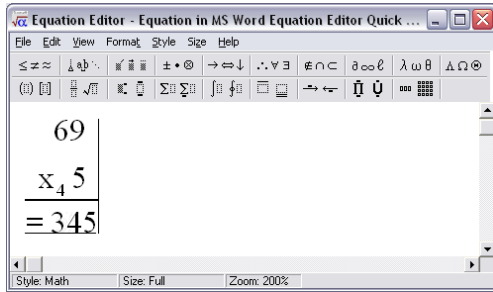 Equation Editor - Equation in MS Word Equation Editor Quick ...
File Edit View Format Style Size Help
≤ ≠ ≈ ± • ⊗ → ⇔ ↓ ∴ ∀ ∃ ∉ ∩ ⊂ ∂ ∞ ℓ λ ω θ Λ Ω ⊛
69
x₄ 5
= 345
Style: Math Size: Full Zoom: 200%